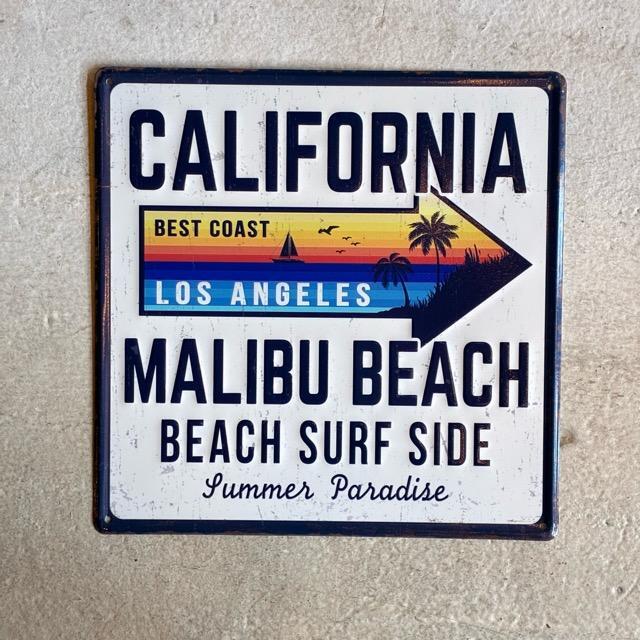 CALIFORNIA
BEST COAST
LOS ANGELES
MALIBU BEACH
BEACH SURF SIDE
Summer Paradise